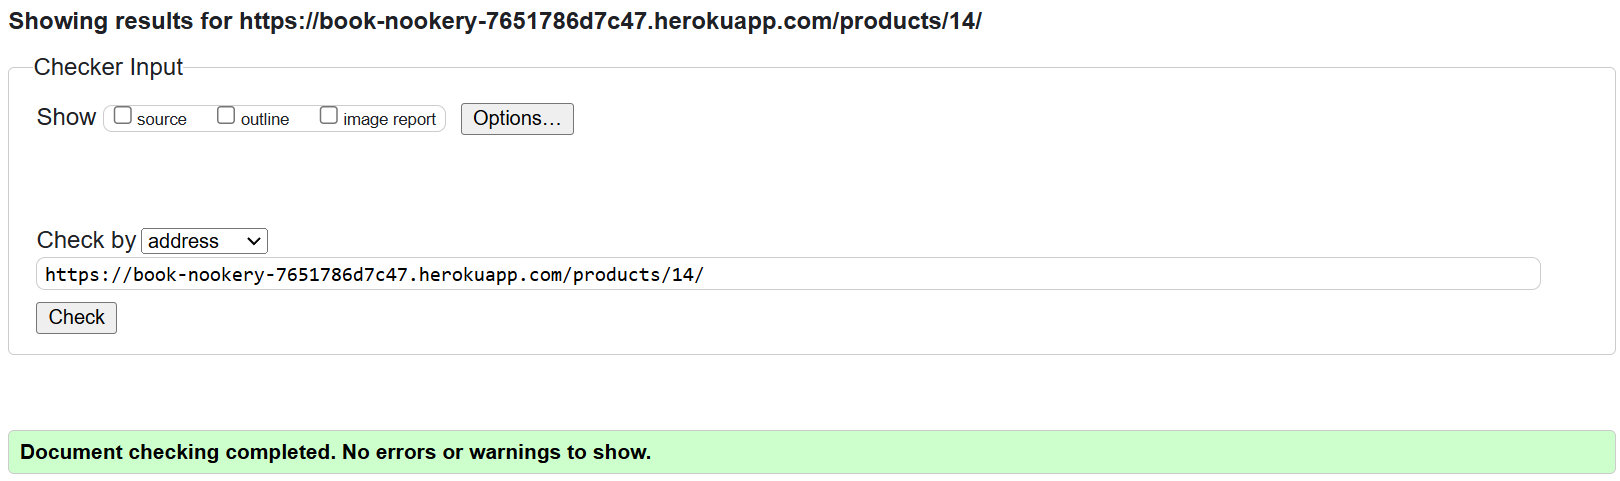 Showing results for https://book-nookery-7651786d7c47.herokuapp.com/products/14/
Checker Input
Show source outline image report Options...
Check by address
https://book-nookery-7651786d7c47.herokuapp.com/products/14/
Check
Document checking completed. No errors or warnings to show.